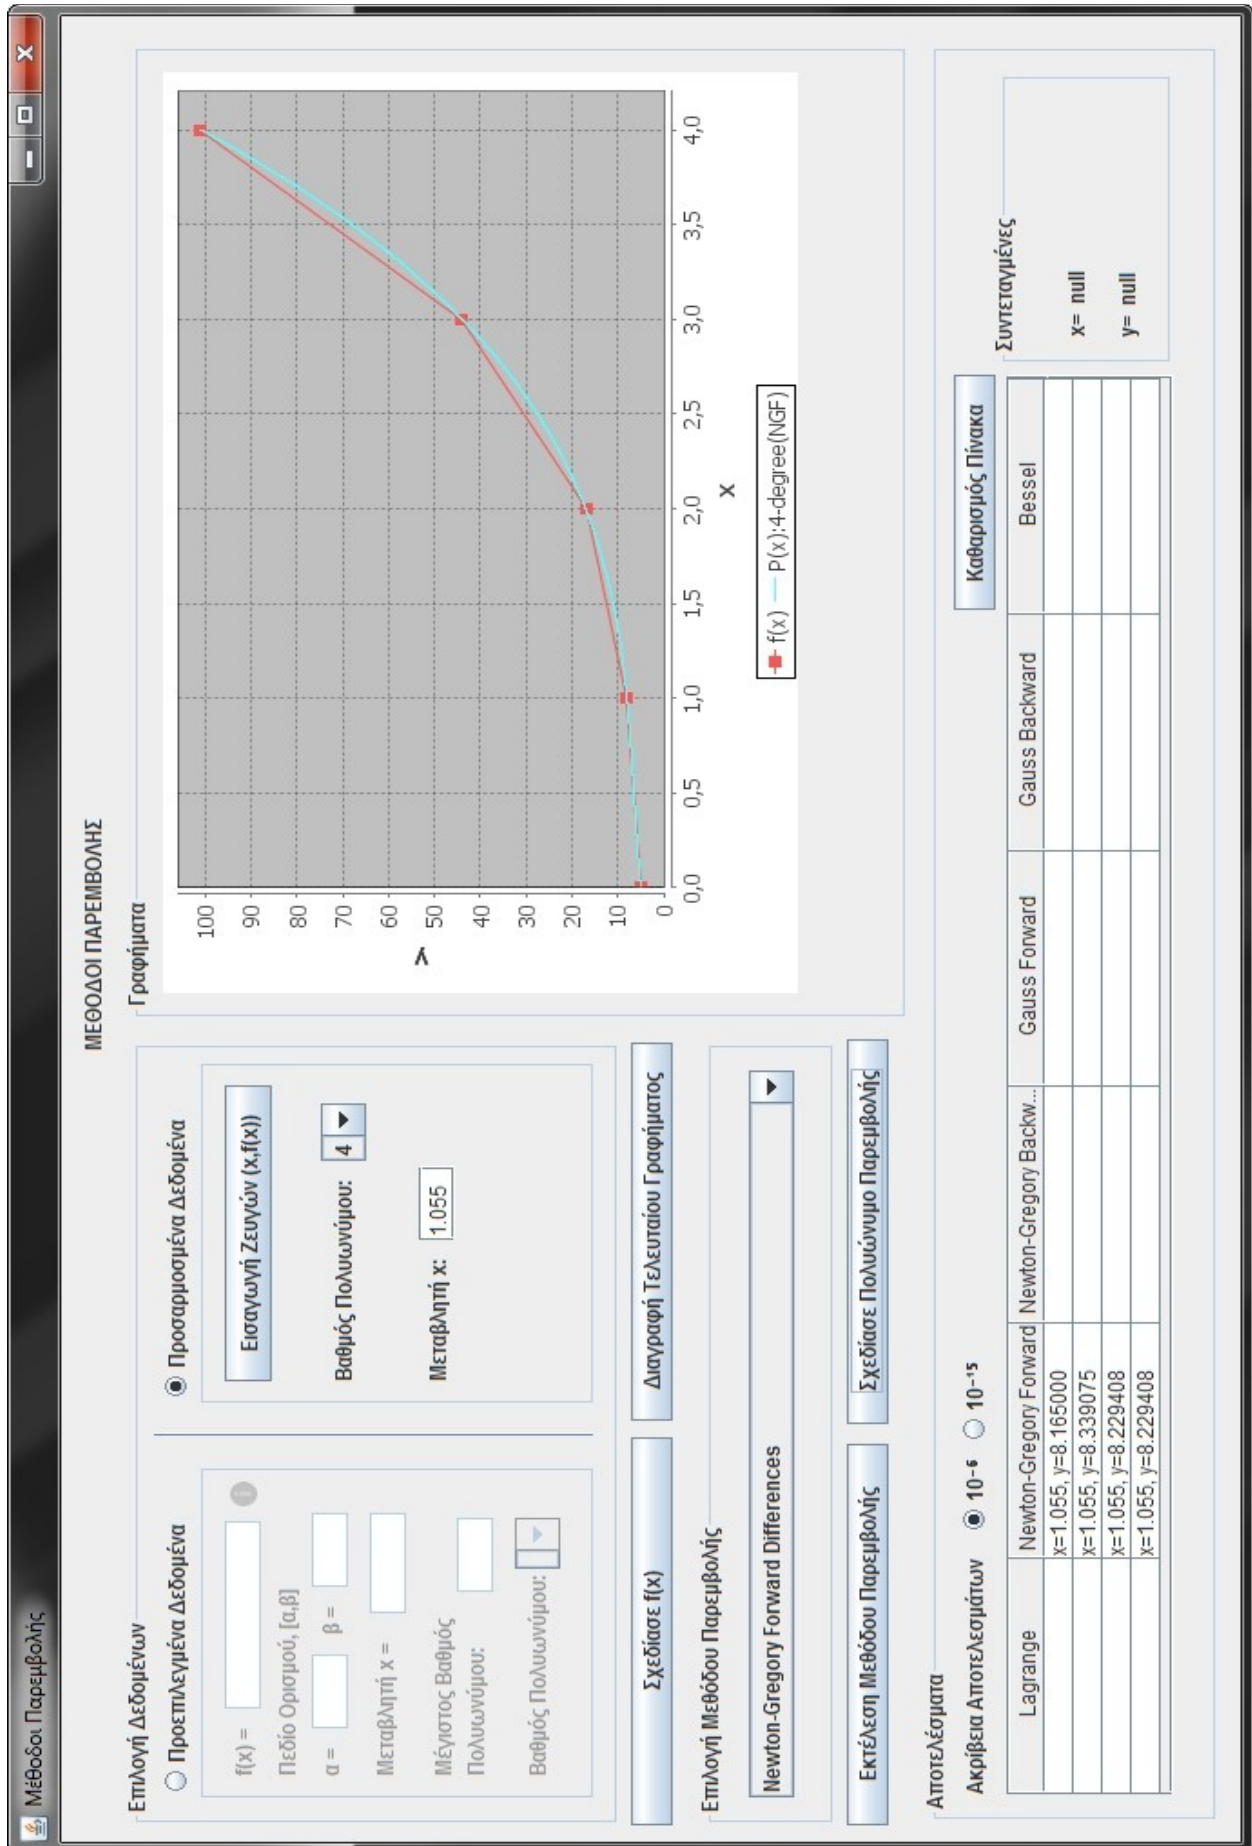 Μέθοδοι Παρεμβολής
ΜΕΘΟΔΟΙ ΠΑΡΕΜΒΟΛΗΣ
Επιλογή Δεδομένων
Προεπιλεγμένα Δεδομένα
f(x) =
i
Πεδίο Ορισμού, [α,β]
α =
β =
Μεταβλητή x =
Μέγιστος Βαθμός
Πολυωνύμου:
Βαθμός Πολυωνύμου:
Προσαρμοσμένα Δεδομένα
Εισαγωγή Ζευγών (x,f(x))
Βαθμός Πολυωνύμου: 4
Μεταβλητή x: 1.055
Σχεδίασε f(x)
Διαγραφή Τελευταίου Γραφήματος
Επιλογή Μεθόδου Παρεμβολής
Newton-Gregory Forward Differences
Εκτέλεση Μεθόδου Παρεμβολής
Σχεδίασε Πολυώνυμο Παρεμβολής
Γραφήματα
100
90
80
70
60
50
40
30
20
10
0
Y
0,0 0,5 1,0 1,5 2,0 2,5 3,0 3,5 4,0
X
f(x) P(x):4-degree(NGF)
Αποτελέσματα
Ακρίβεια Αποτελεσμάτων 10⁻⁶ 10⁻¹⁵
Καθαρισμός Πίνακα
Lagrange Newton-Gregory Forward Newton-Gregory Backw... Gauss Forward Gauss Backward Bessel
x=1.055, y=8.165000
x=1.055, y=8.339075
x=1.055, y=8.229408
x=1.055, y=8.229408
Συντεταγμένες
x= null
y= null